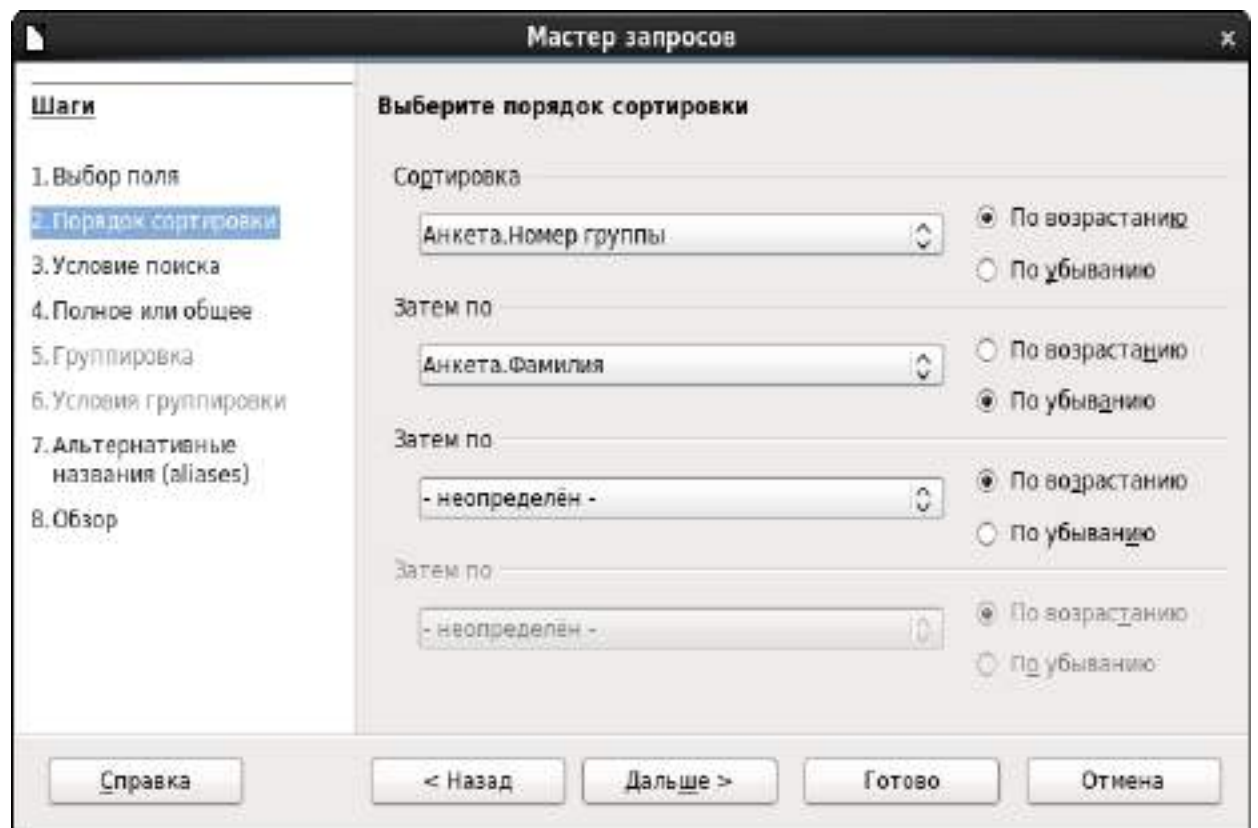 Мастер запросов
Шаги
1. Выбор поля
2. Порядок сортировки
3. Условие поиска
4. Полное или общее
5. Группировка
6. Условия группировки
7. Альтернативные
названия (aliases)
8. Обзор
Выберите порядок сортировки
Сортировка
Анкета.Номер группы
По возрастанию
По убыванию
Затем по
Анкета.Фамилия
По возрастанию
По убыванию
Затем по
- неопределён -
По возрастанию
По убыванию
Затем по
- неопределён -
По возрастанию
По убыванию
Справка
< Назад
Дальше >
Готово
Отмена